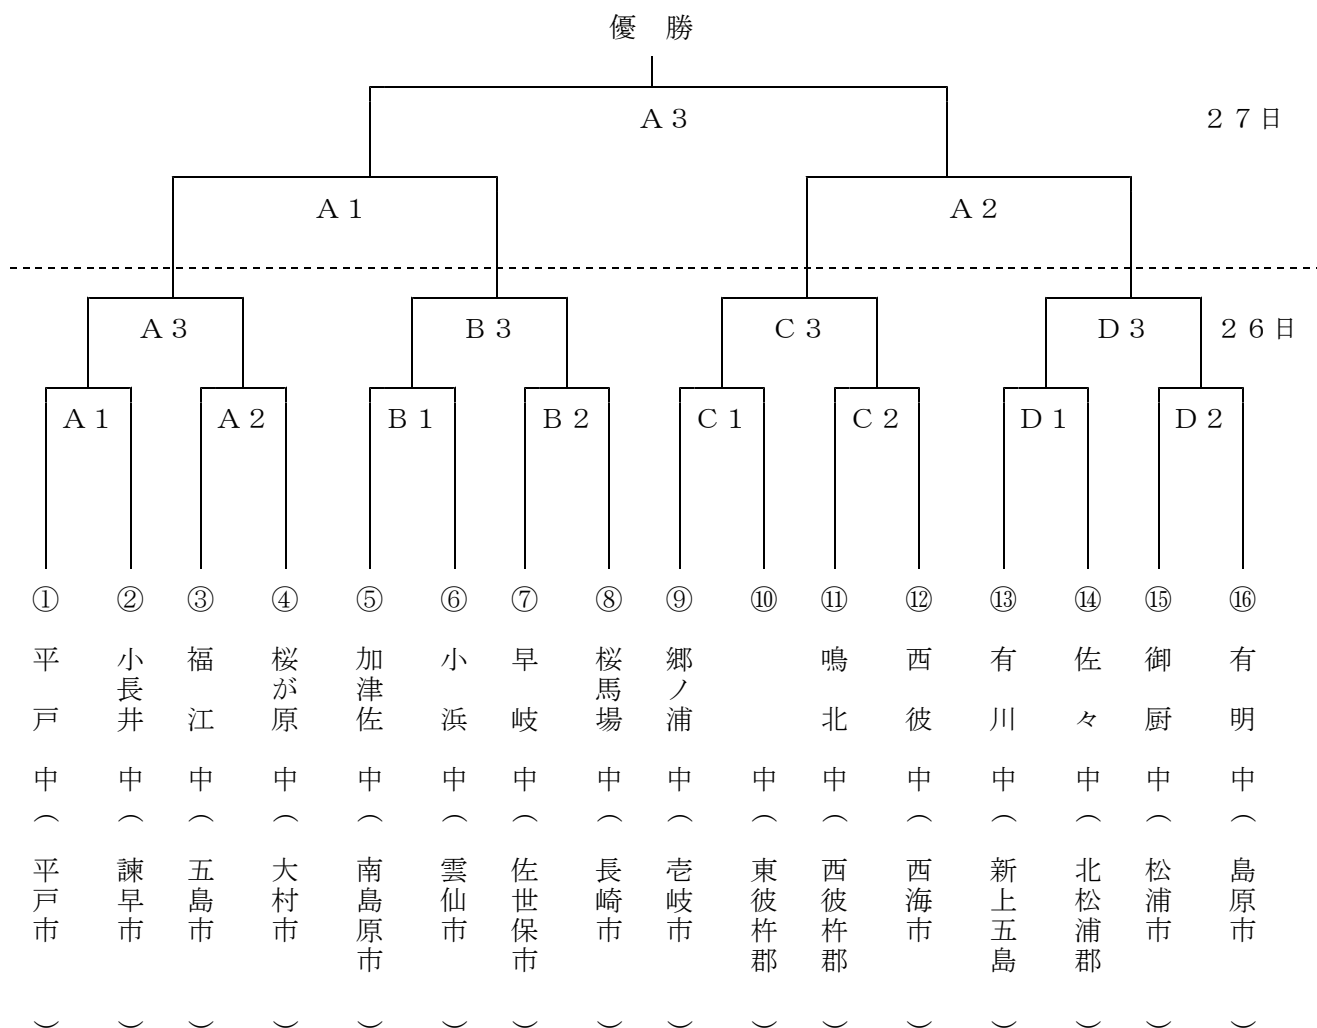 優　勝
Ａ３
２７日
Ａ１
Ａ２
Ａ３
Ｂ３
Ｃ３
Ｄ３
２６日
Ａ１
Ａ２
Ｂ１
Ｂ２
Ｃ１
Ｃ２
Ｄ１
Ｄ２
①
平戸中（平戸市）
②
小長井中（諫早市）
③
福江中（五島市）
④
桜が原中（大村市）
⑤
加津佐中（南島原市）
⑥
小浜中（雲仙市）
⑦
早岐中（佐世保市）
⑧
桜馬場中（長崎市）
⑨
郷ノ浦中（壱岐市）
⑩
中（東彼杵郡）
⑪
鳴北中（西彼杵郡）
⑫
西彼中（西海市）
⑬
有川中（新上五島）
⑭
佐々中（北松浦郡）
⑮
御厨中（松浦市）
⑯
有明中（島原市）